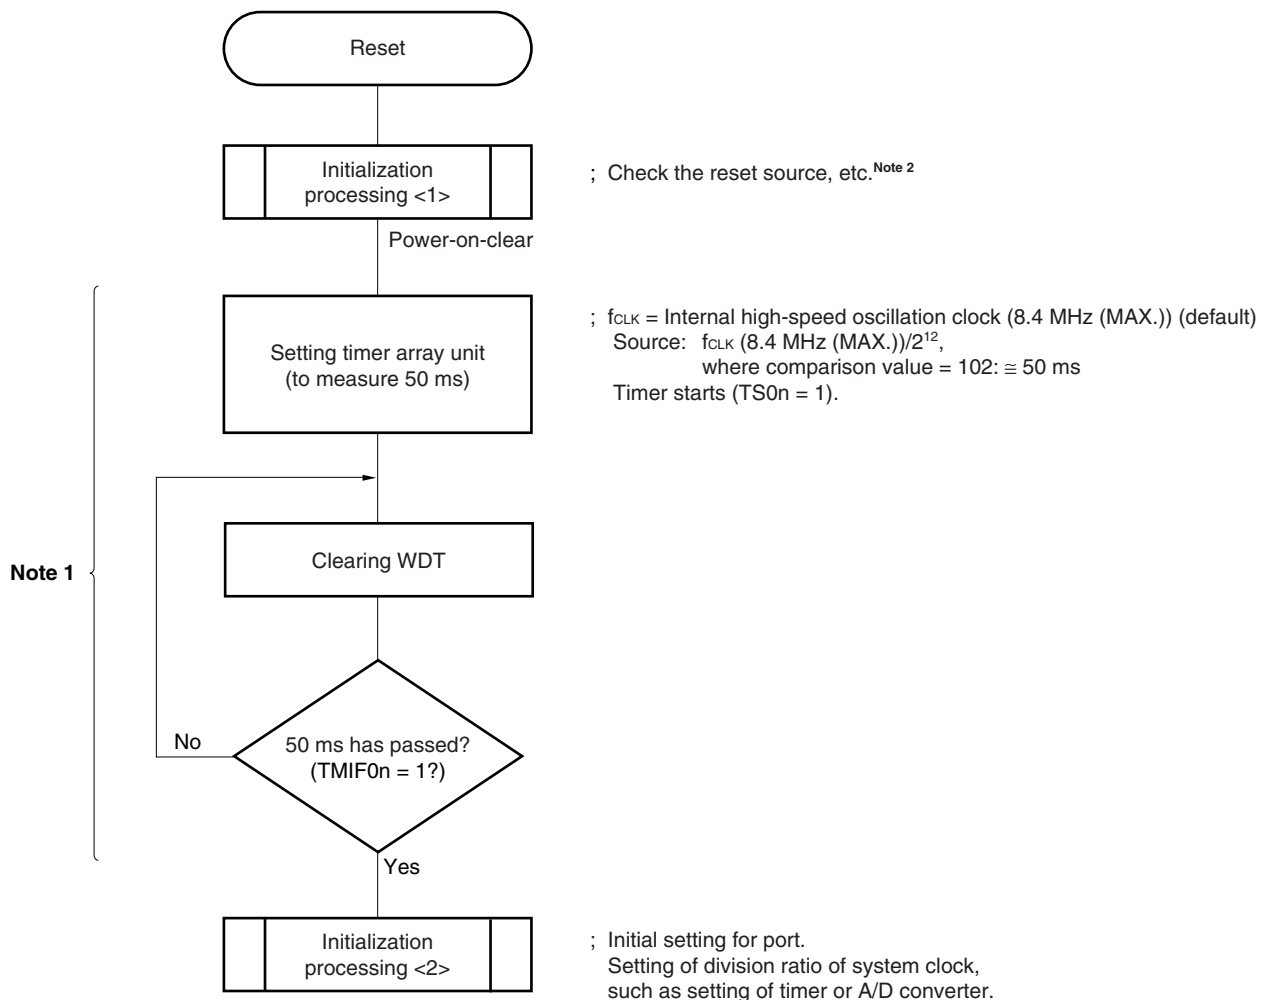 Reset
Initialization
processing <1>
; Check the reset source, etc.Note 2
Power-on-clear
Setting timer array unit
(to measure 50 ms)
; fCLK = Internal high-speed oscillation clock (8.4 MHz (MAX.)) (default)
Source: fCLK (8.4 MHz (MAX.))/2¹²,
where comparison value = 102: ≅ 50 ms
Timer starts (TS0n = 1).
Note 1
Clearing WDT
No
50 ms has passed?
(TMIF0n = 1?)
Yes
Initialization
processing <2>
; Initial setting for port.
Setting of division ratio of system clock,
such as setting of timer or A/D converter.